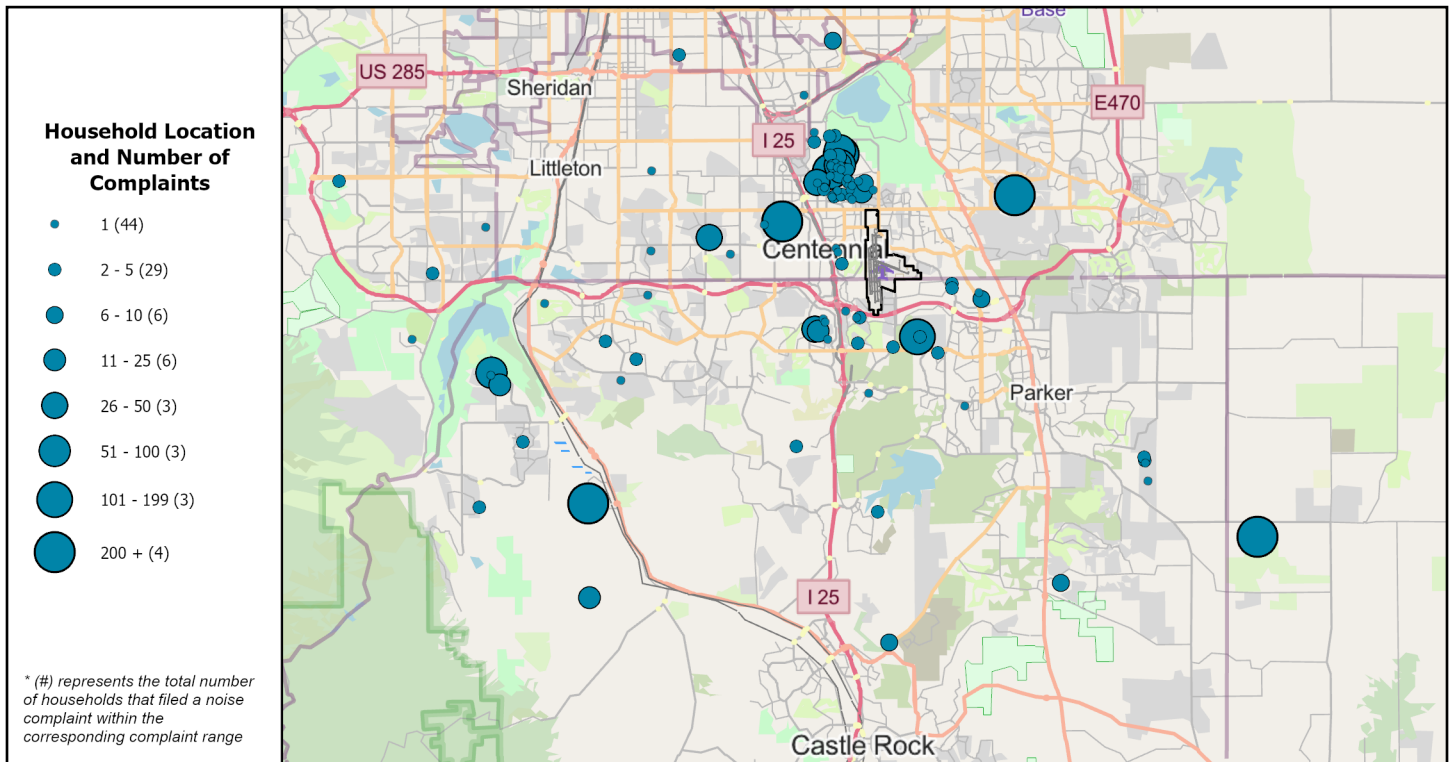 Household Location
and Number of
Complaints
1 (44)
2 - 5 (29)
6 - 10 (6)
11 - 25 (6)
26 - 50 (3)
51 - 100 (3)
101 - 199 (3)
200 + (4)
* (#) represents the total number
of households that filed a noise
complaint within the
corresponding complaint range
Base
US 285
Sheridan
E470
I 25
Littleton
Centennial
Parker
I 25
Castle Rock